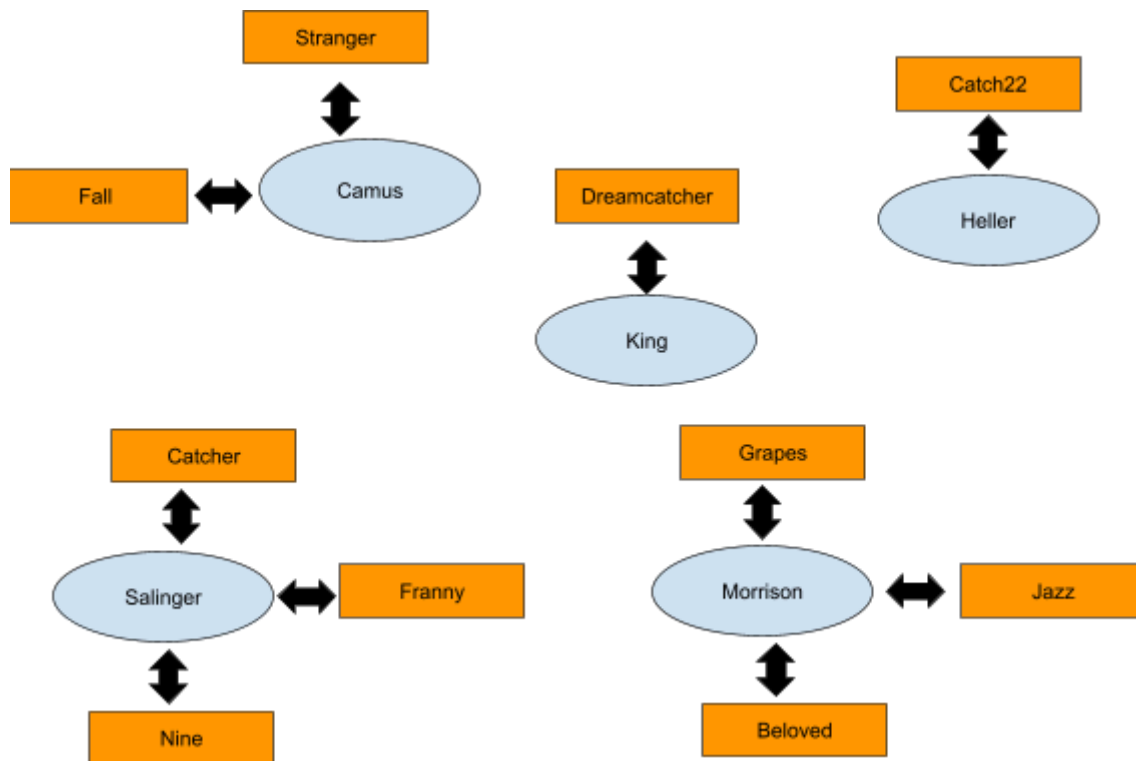 Stranger
Catch22
Fall
Camus
Dreamcatcher
Heller
King
Catcher
Grapes
Salinger
Franny
Morrison
Jazz
Nine
Beloved